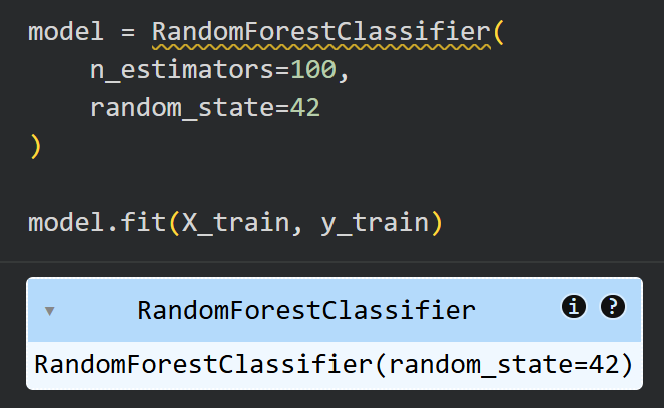 model = RandomForestClassifier(
    n_estimators=100,
    random_state=42
)
model.fit(X_train, y_train)
▾ RandomForestClassifier i ?
RandomForestClassifier(random_state=42)